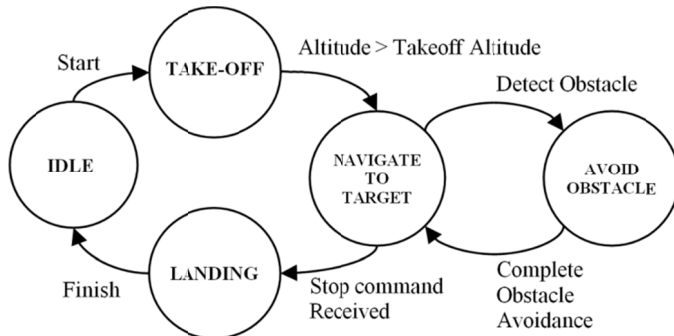 Start
TAKE-OFF
Altitude > Takeoff Altitude
Detect Obstacle
IDLE
NAVIGATE
TO
TARGET
AVOID
OBSTACLE
Finish
LANDING
Stop command
Received
Complete
Obstacle
Avoidance